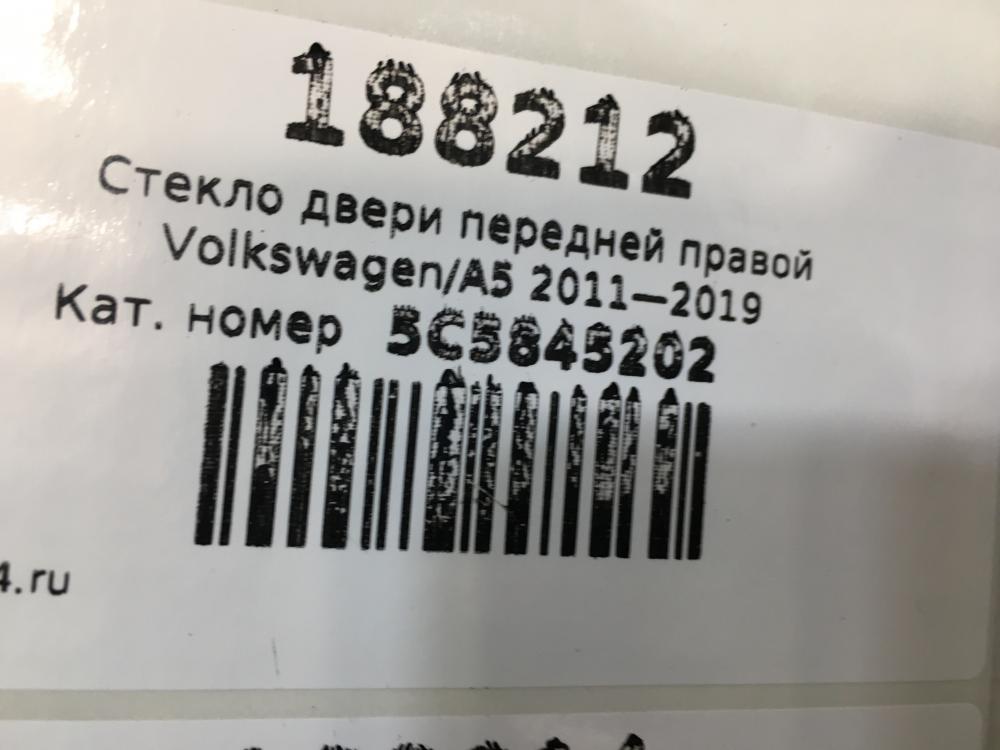 188212
Стекло двери передней правой
Volkswagen/A5 2011—2019
Кат. номер 5C5845202
4.ru